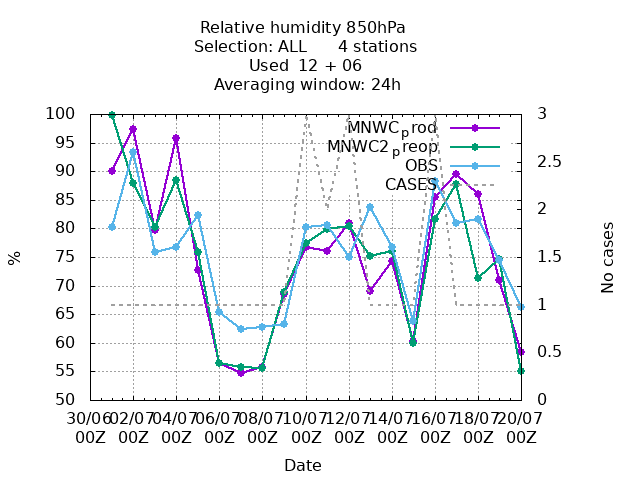 Relative humidity 850hPa
Selection: ALL 4 stations
Used 12 + 06
Averaging window: 24h
MNWC_prod
MNWC2_preop
OBS
CASES
100
95
90
85
80
75
70
65
60
55
50
%
3
2.5
2
1.5
1
0.5
0
No cases
30/06 02/07 04/07 06/07 08/07 10/07 12/07 14/07 16/07 18/07 20/07
00Z 00Z 00Z 00Z 00Z 00Z 00Z 00Z 00Z 00Z 00Z
Date